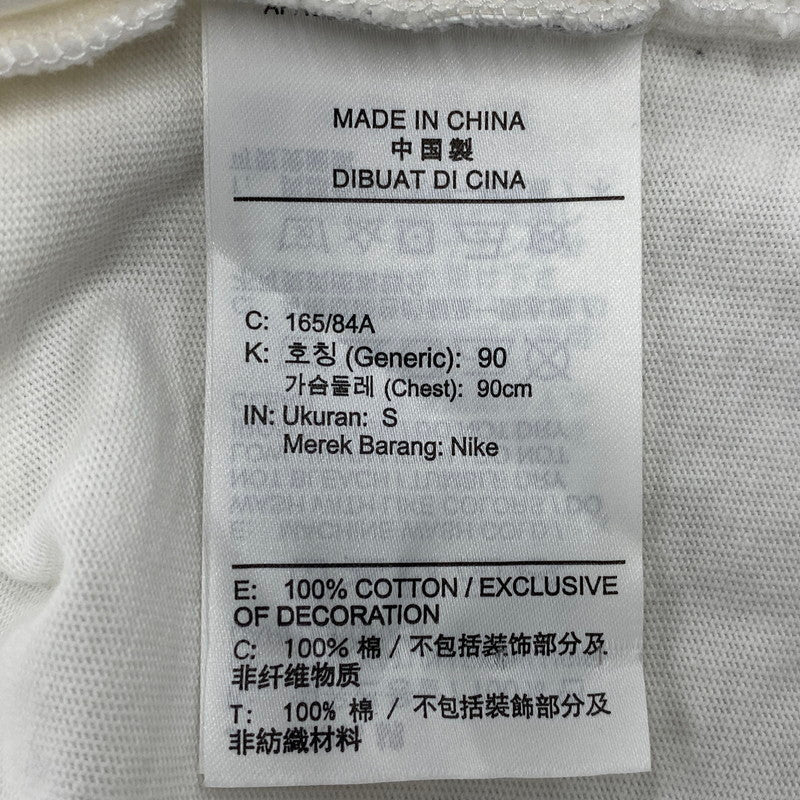 MADE IN CHINA
中国製
DIBUAT DI CINA
C: 165/84A
K: 호칭 (Generic): 90
가슴둘레 (Chest): 90cm
IN: Ukuran: S
Merek Barang: Nike
E: 100% COTTON / EXCLUSIVE
OF DECORATION
C: 100% 棉 / 不包括装饰部分及
非纤维物质
T: 100% 棉 / 不包括裝飾部分及
非紡織材料